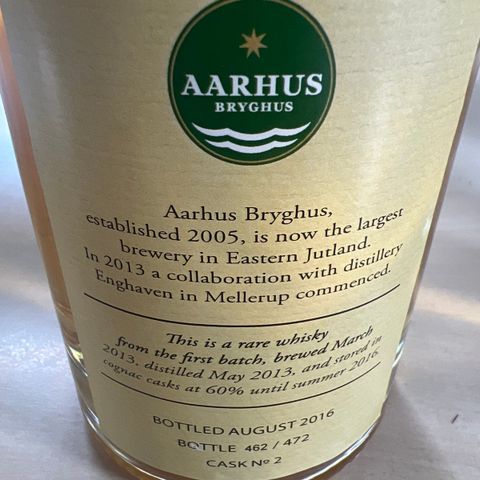 AARHUS
BRYGHUS
Aarhus Bryghus,
established 2005, is now the largest
brewery in Eastern Jutland.
In 2013 a collaboration with distillery
Enghaven in Mellerup commenced.
This is a rare whisky
from the first batch, brewed March
2013, distilled May 2013, and stored in
cognac casks at 60% until summer 2016.
BOTTLED AUGUST 2016
BOTTLE 462 / 472
CASK Nº 2